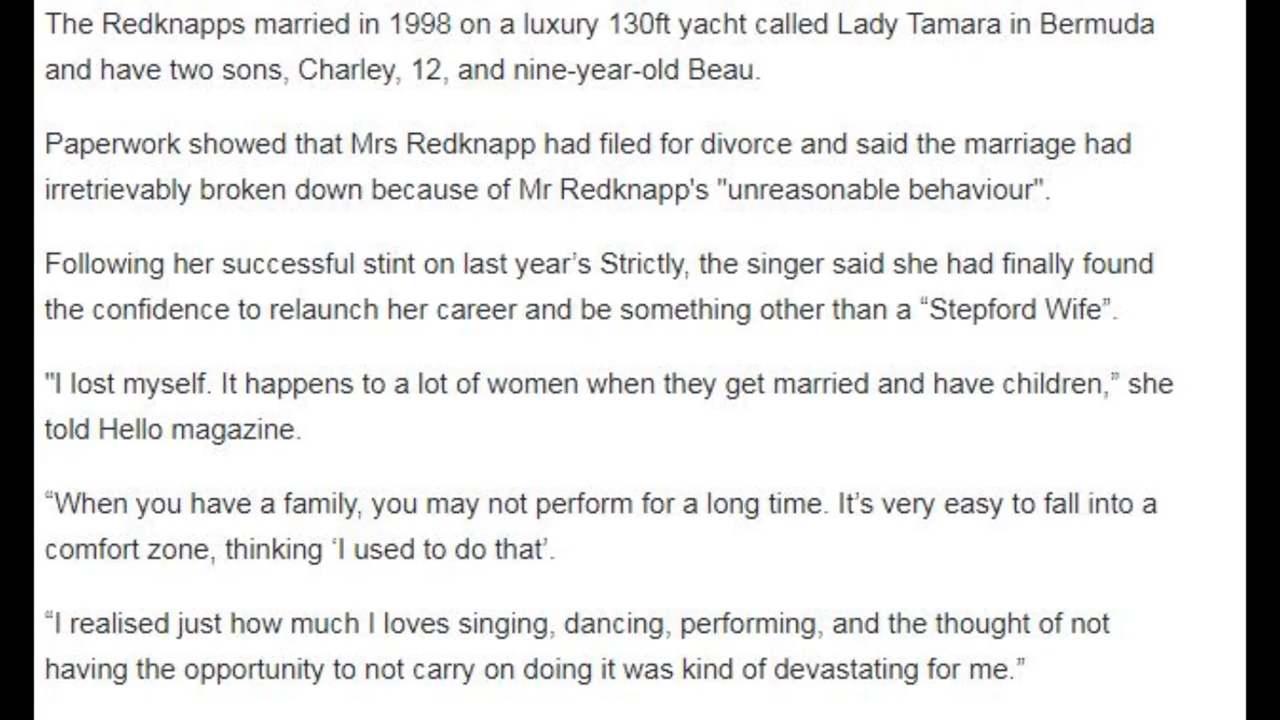 The Redknapps married in 1998 on a luxury 130ft yacht called Lady Tamara in Bermuda
and have two sons, Charley, 12, and nine-year-old Beau.
Paperwork showed that Mrs Redknapp had filed for divorce and said the marriage had
irretrievably broken down because of Mr Redknapp's "unreasonable behaviour".
Following her successful stint on last year’s Strictly, the singer said she had finally found
the confidence to relaunch her career and be something other than a “Stepford Wife”.
"I lost myself. It happens to a lot of women when they get married and have children,” she
told Hello magazine.
“When you have a family, you may not perform for a long time. It’s very easy to fall into a
comfort zone, thinking ‘I used to do that’.
“I realised just how much I loves singing, dancing, performing, and the thought of not
having the opportunity to not carry on doing it was kind of devastating for me.”